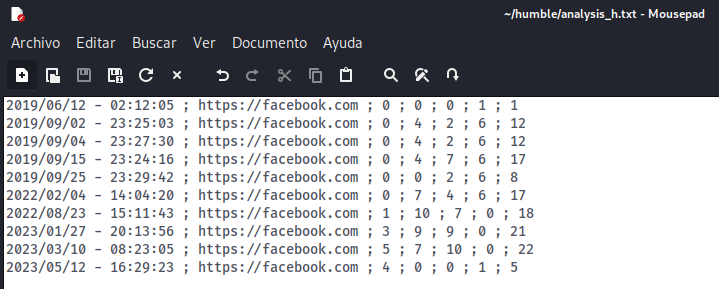 ~/humble/analysis_h.txt - Mousepad
Archivo Editar Buscar Ver Documento Ayuda
2019/06/12 - 02:12:05 ; https://facebook.com ; 0 ; 0 ; 0 ; 1 ; 1
2019/09/02 - 23:25:03 ; https://facebook.com ; 0 ; 4 ; 2 ; 6 ; 12
2019/09/04 - 23:27:30 ; https://facebook.com ; 0 ; 4 ; 2 ; 6 ; 12
2019/09/15 - 23:24:16 ; https://facebook.com ; 0 ; 4 ; 7 ; 6 ; 17
2019/09/25 - 23:29:42 ; https://facebook.com ; 0 ; 0 ; 2 ; 6 ; 8
2022/02/04 - 14:04:20 ; https://facebook.com ; 0 ; 7 ; 4 ; 6 ; 17
2022/08/23 - 15:11:43 ; https://facebook.com ; 1 ; 10 ; 7 ; 0 ; 18
2023/01/27 - 20:13:56 ; https://facebook.com ; 3 ; 9 ; 9 ; 0 ; 21
2023/03/10 - 08:23:05 ; https://facebook.com ; 5 ; 7 ; 10 ; 0 ; 22
2023/05/12 - 16:29:23 ; https://facebook.com ; 4 ; 0 ; 0 ; 1 ; 5